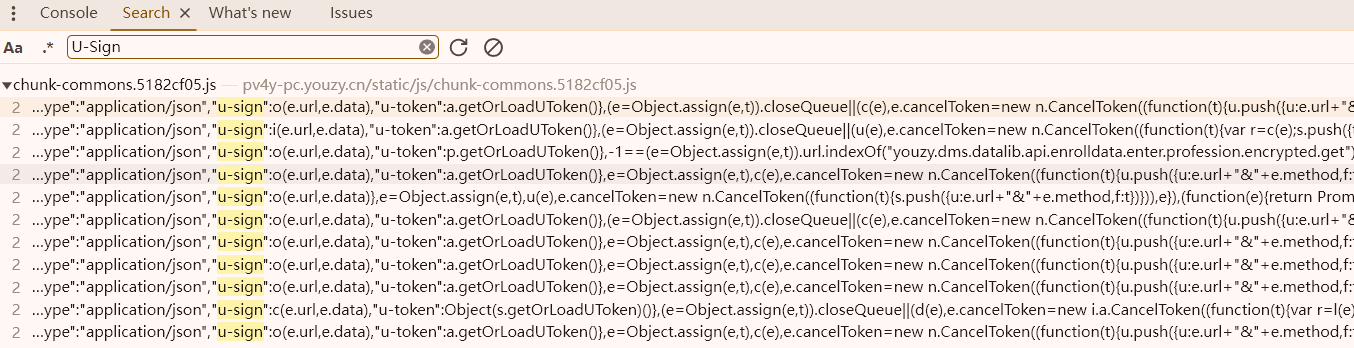 Console Search What's new Issues
Aa .* U-Sign
chunk-commons.5182cf05.js — pv4y-pc.youzy.cn/static/js/chunk-commons.5182cf05.js
2 ...ype":"application/json","u-sign":o(e.url,e.data),"u-token":a.getOrLoadUToken()},(e=Object.assign(e,t)).closeQueue||(c(e),e.cancelToken=new n.CancelToken((function(t){u.push({u:e.url+"&
2 ...ype":"application/json","u-sign":i(e.url,e.data),"u-token":a.getOrLoadUToken()},(e=Object.assign(e,t)).closeQueue||(u(e),e.cancelToken=new n.CancelToken((function(t){var r=c(e);s.push({
2 ...ype":"application/json","u-sign":o(e.url,e.data),"u-token":p.getOrLoadUToken()},-1==(e=Object.assign(e,t)).url.indexOf("youzy.dms.datalib.api.enrolldata.enter.profession.encrypted.get")
2 ...ype":"application/json","u-sign":o(e.url,e.data),"u-token":a.getOrLoadUToken()},e=Object.assign(e,t),c(e),e.cancelToken=new n.CancelToken((function(t){u.push({u:e.url+"&"+e.method,f:
2 ...ype":"application/json","u-sign":o(e.url,e.data)},e=Object.assign(e,t),u(e),e.cancelToken=new n.CancelToken((function(t){s.push({u:e.url+"&"+e.method,f:t})})),e}),(function(e){return Prom
2 ...ype":"application/json","u-sign":o(e.url,e.data),"u-token":a.getOrLoadUToken()},(e=Object.assign(e,t)).closeQueue||(c(e),e.cancelToken=new n.CancelToken((function(t){u.push({u:e.url+"&
2 ...ype":"application/json","u-sign":o(e.url,e.data),"u-token":a.getOrLoadUToken()},e=Object.assign(e,t),c(e),e.cancelToken=new n.CancelToken((function(t){u.push({u:e.url+"&"+e.method,f:
2 ...ype":"application/json","u-sign":o(e.url,e.data),"u-token":a.getOrLoadUToken()},e=Object.assign(e,t),c(e),e.cancelToken=new n.CancelToken((function(t){u.push({u:e.url+"&"+e.method,f:
2 ...ype":"application/json","u-sign":o(e.url,e.data),"u-token":a.getOrLoadUToken()},e=Object.assign(e,t),c(e),e.cancelToken=new n.CancelToken((function(t){u.push({u:e.url+"&"+e.method,f:
2 ...ype":"application/json","u-sign":c(e.url,e.data),"u-token":Object(s.getOrLoadUToken)()},(e=Object.assign(e,t)).closeQueue||(d(e),e.cancelToken=new i.a.CancelToken((function(t){var r=l(e)
2 ...ype":"application/json","u-sign":o(e.url,e.data),"u-token":a.getOrLoadUToken()},e=Object.assign(e,t),c(e),e.cancelToken=new n.CancelToken((function(t){u.push({u:e.url+"&"+e.method,f: